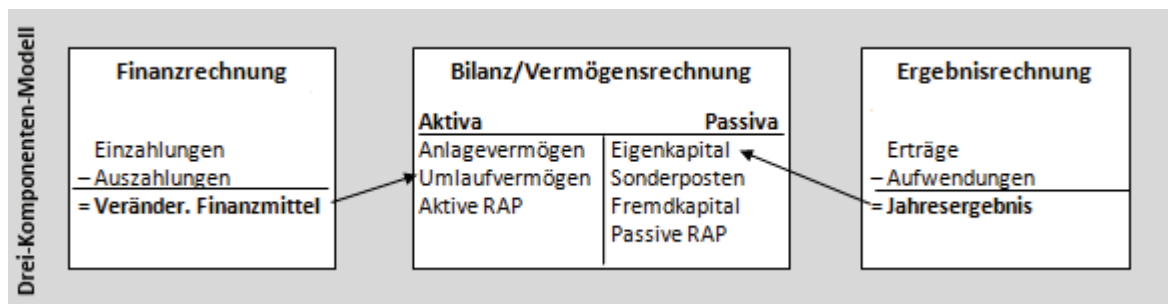 Drei-Komponenten-Modell
Finanzrechnung
Einzahlungen
– Auszahlungen
= Veränder. Finanzmittel
Bilanz/Vermögensrechnung
Aktiva Passiva
Anlagevermögen Eigenkapital
Umlaufvermögen Sonderposten
Aktive RAP Fremdkapital
Passive RAP
Ergebnisrechnung
Erträge
– Aufwendungen
= Jahresergebnis